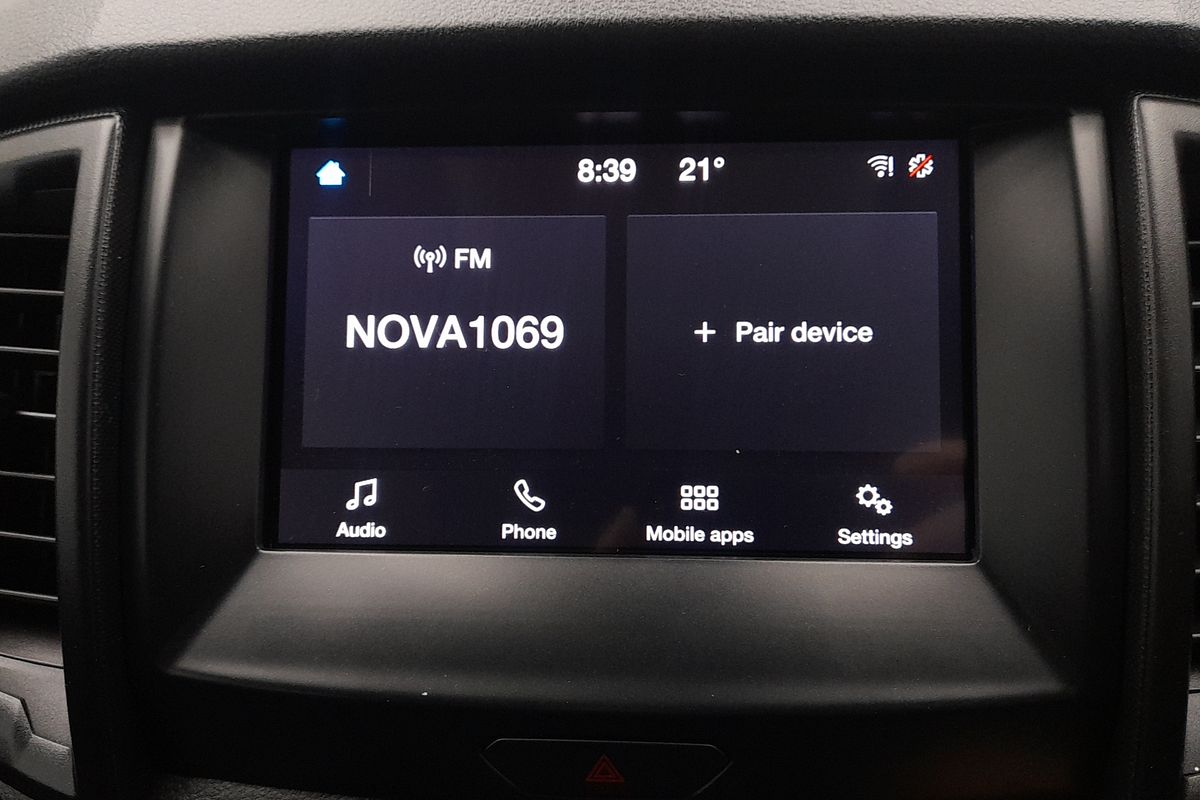 8:39 21°
FM
NOVA1069
+ Pair device
Audio Phone Mobile apps Settings